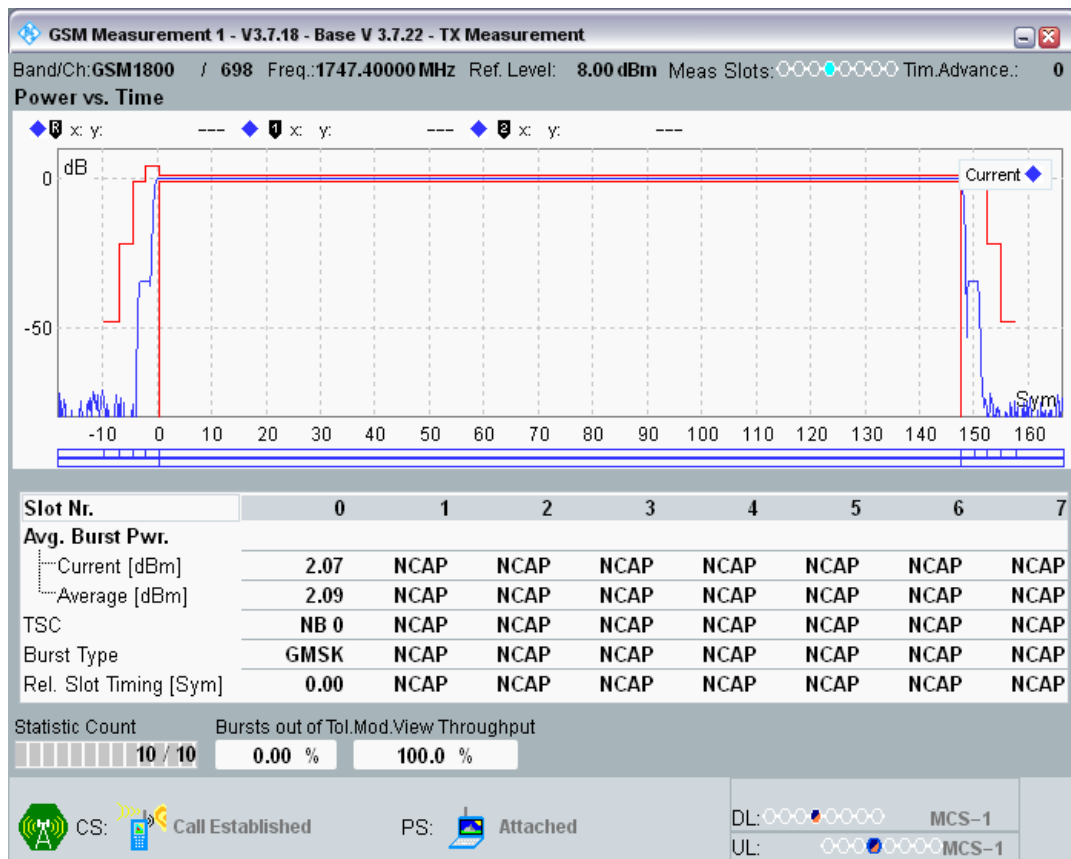 GSM Measurement 1 - V3.7.18 - Base V 3.7.22 - TX Measurement
Band/Ch:GSM1800 / 698 Freq.:1747.40000 MHz Ref. Level: 8.00 dBm Meas Slots: Tim.Advance.: 0
Power vs. Time
R x: y: --- 1 x: y: --- 2 x: y: ---
dB
0
Current
-50
Sym
-10 0 10 20 30 40 50 60 70 80 90 100 110 120 130 140 150 160
Slot Nr. 0 1 2 3 4 5 6 7
Avg. Burst Pwr.
Current [dBm] 2.07 NCAP NCAP NCAP NCAP NCAP NCAP NCAP
Average [dBm] 2.09 NCAP NCAP NCAP NCAP NCAP NCAP NCAP
TSC NB 0 NCAP NCAP NCAP NCAP NCAP NCAP NCAP
Burst Type GMSK NCAP NCAP NCAP NCAP NCAP NCAP NCAP
Rel. Slot Timing [Sym] 0.00 NCAP NCAP NCAP NCAP NCAP NCAP NCAP
Statistic Count Bursts out of Tol.Mod.View Throughput
10 / 10 0.00 % 100.0 %
CS: Call Established PS: Attached
DL: MCS-1
UL: MCS-1